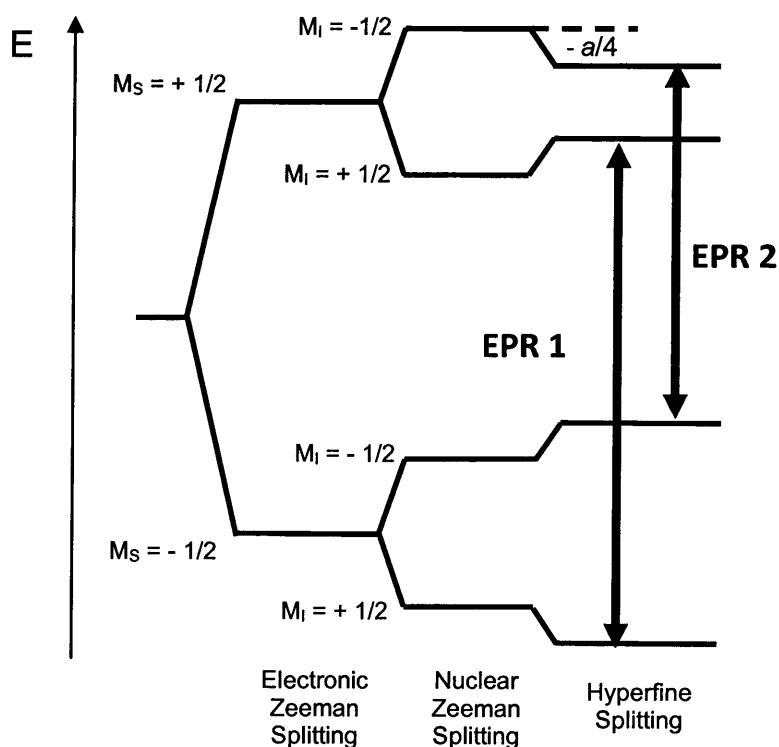 E
M_I = -1/2
- a/4
M_S = + 1/2
M_I = + 1/2
EPR 2
EPR 1
M_I = - 1/2
M_S = - 1/2
M_I = + 1/2
Electronic
Zeeman
Splitting
Nuclear
Zeeman
Splitting
Hyperfine
Splitting